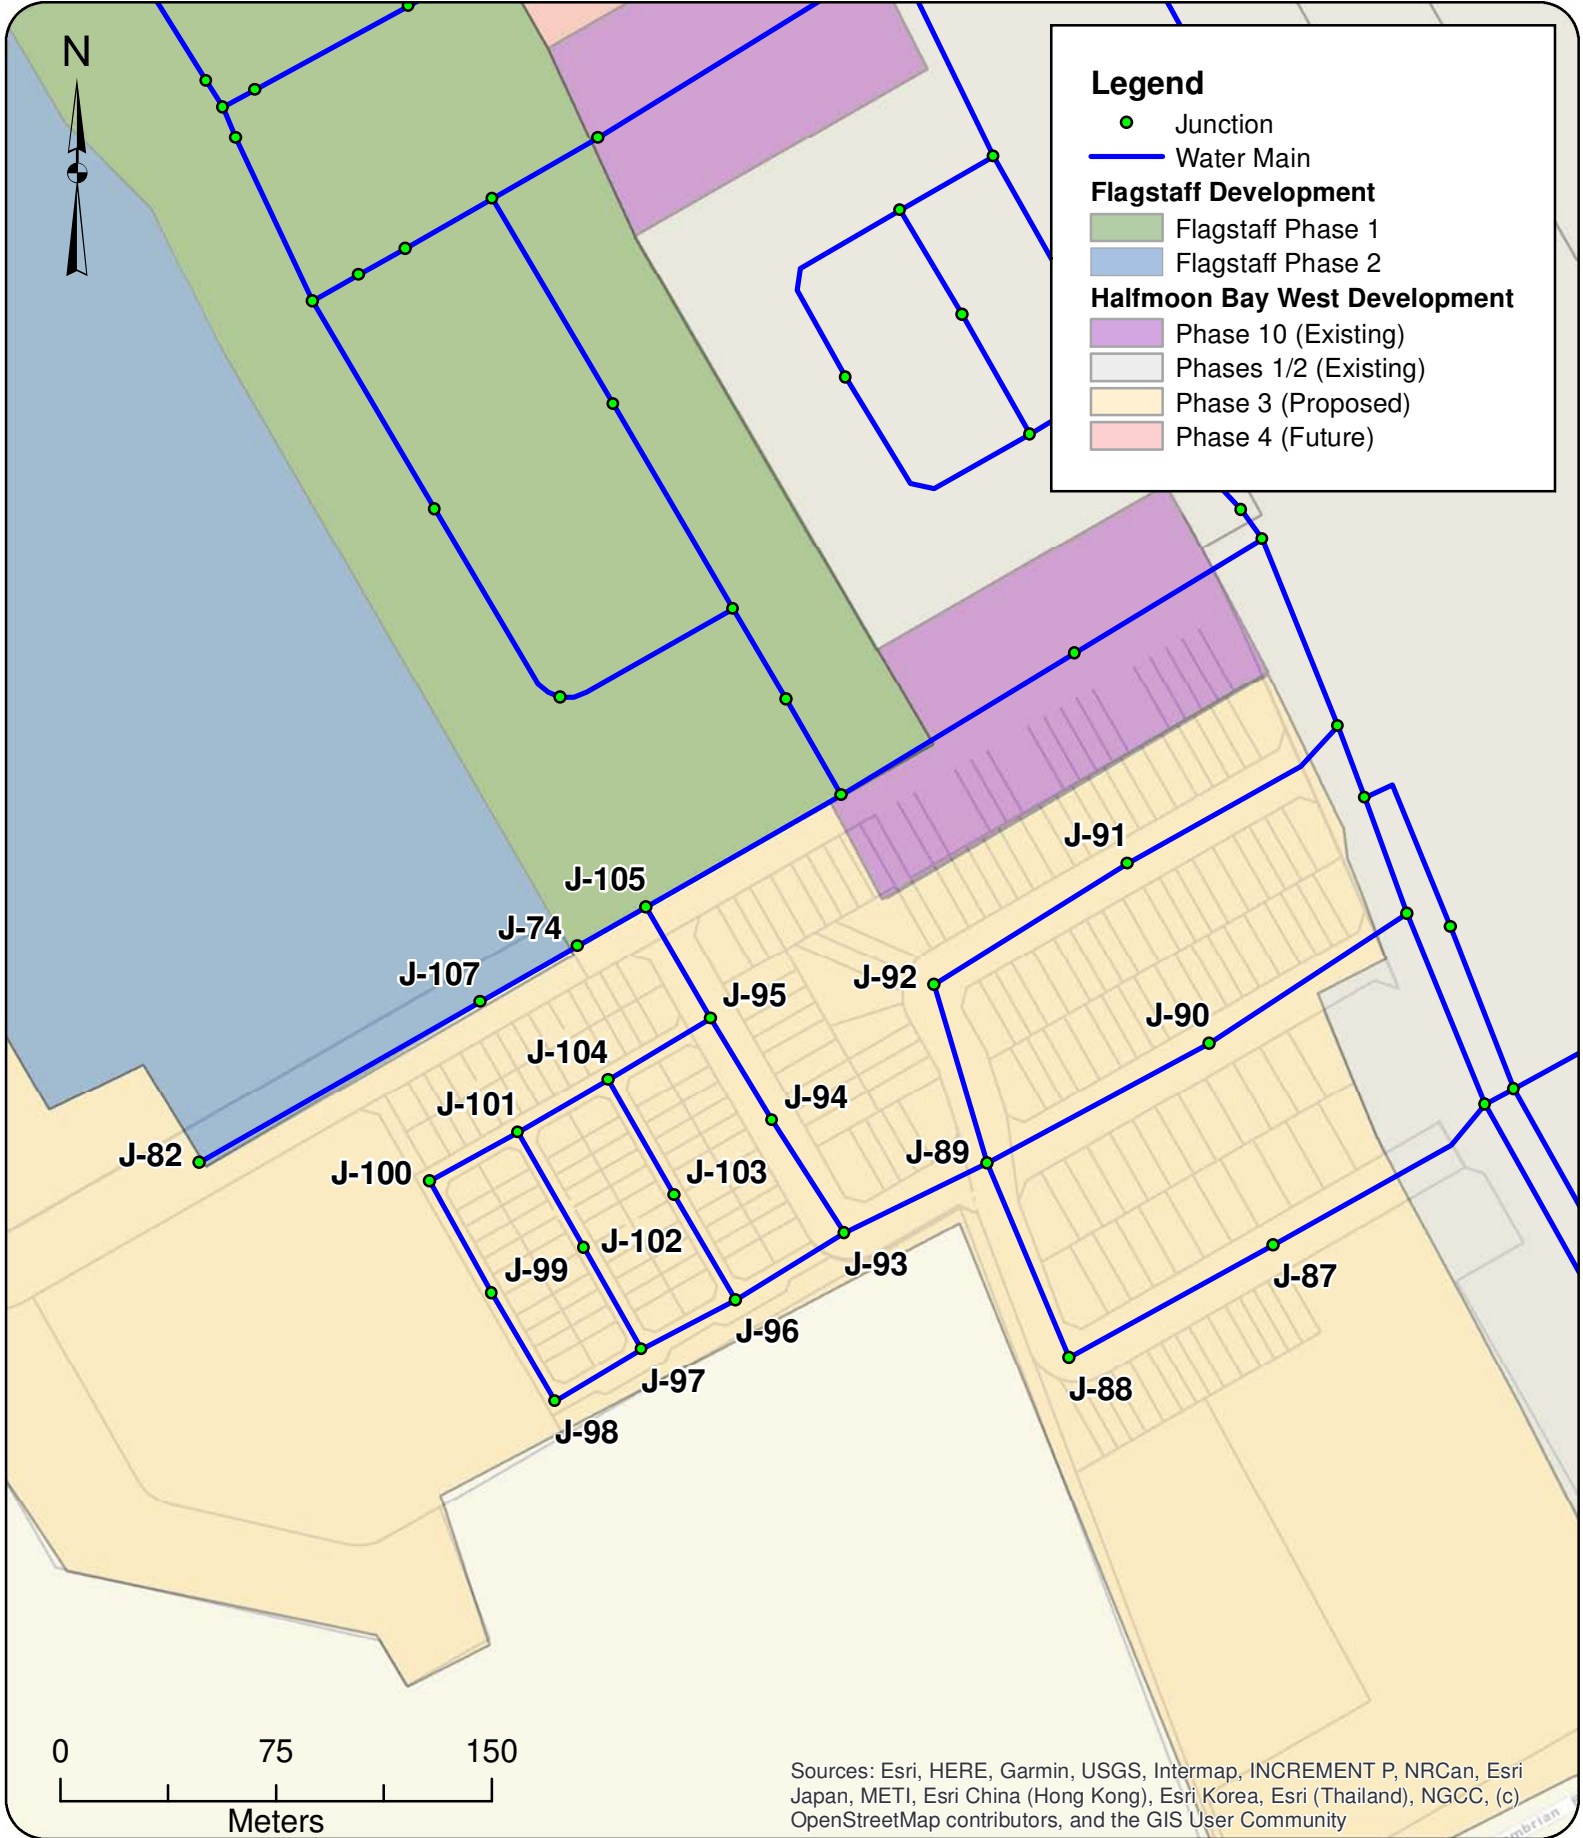 N
Legend
Junction
Water Main
Flagstaff Development
Flagstaff Phase 1
Flagstaff Phase 2
Halfmoon Bay West Development
Phase 10 (Existing)
Phases 1/2 (Existing)
Phase 3 (Proposed)
Phase 4 (Future)
J-91
J-105
J-74
J-107
J-92
J-95
J-90
J-104
J-101
J-94
J-82
J-89
J-100
J-103
J-102
J-99
J-93
J-87
J-96
J-97
J-88
J-98
0 75 150
Meters
Sources: Esri, HERE, Garmin, USGS, Intermap, INCREMENT P, NRCan, Esri
Japan, METI, Esri China (Hong Kong), Esri Korea, Esri (Thailand), NGCC, (c)
OpenStreetMap contributors, and the GIS User Community